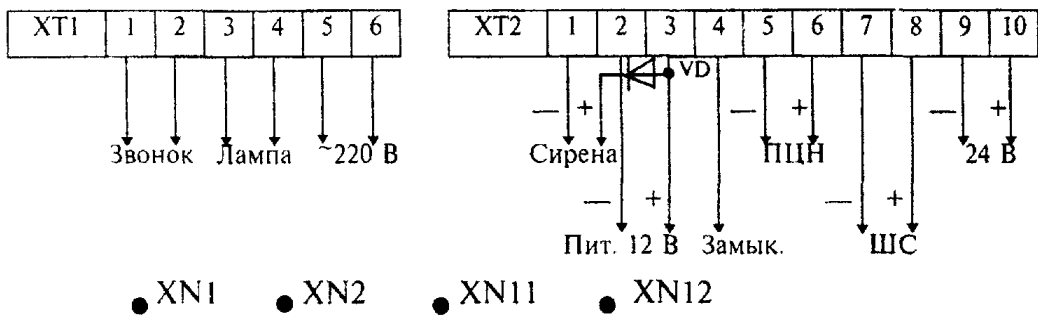 XT1 1 2 3 4 5 6 XT2 1 2 3 4 5 6 7 8 9 10
VD
— + — + — +
Звонок Лампа ~220 В Сирена ПЦН 24 В
— + — +
Пит. 12 В Замык. ШС
XN1 XN2 XN11 XN12